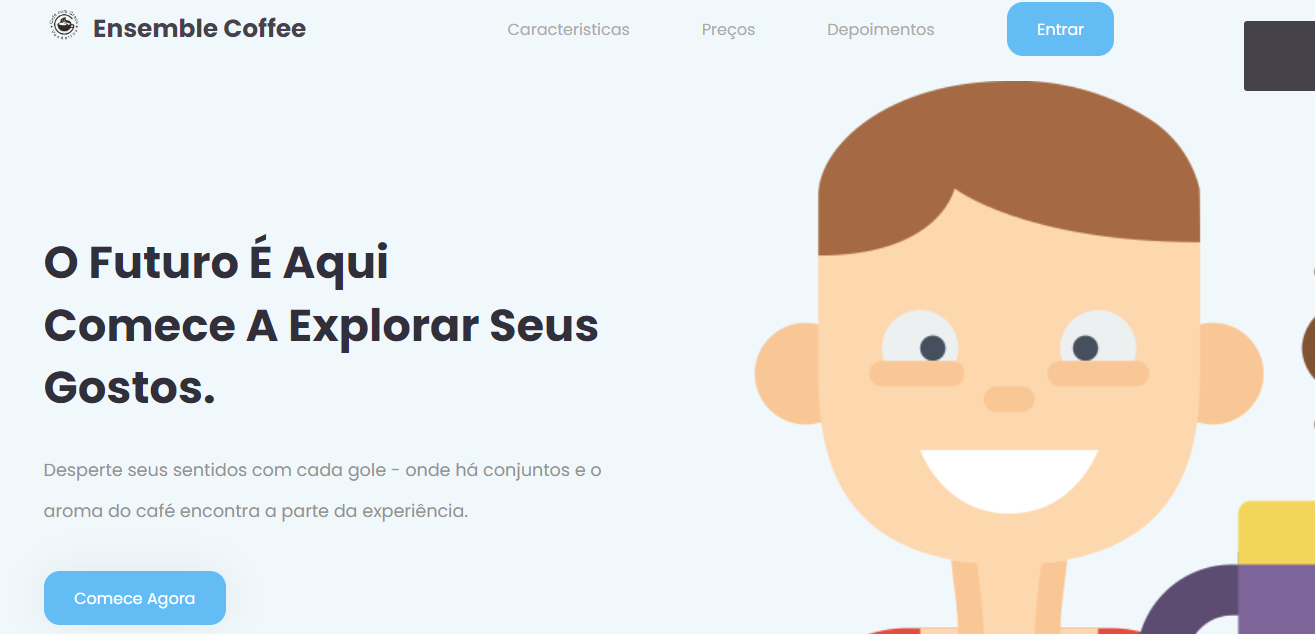 Ensemble Coffee
Caracteristicas
Preços
Depoimentos
Entrar
O Futuro É Aqui
Comece A Explorar Seus
Gostos.
Desperte seus sentidos com cada gole - onde há conjuntos e o
aroma do café encontra a parte da experiência.
Comece Agora